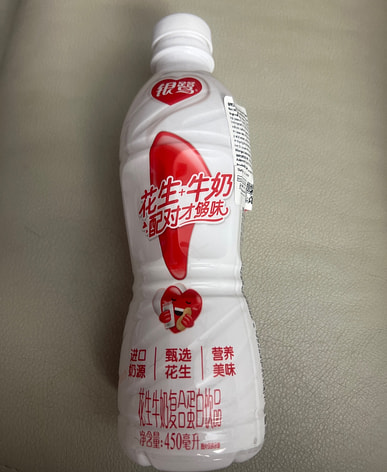 银鹭
花生+牛奶
配对才够味
进口 甄选 营养
奶源 花生 美味
花生牛奶复合蛋白饮品
净含量:450毫升